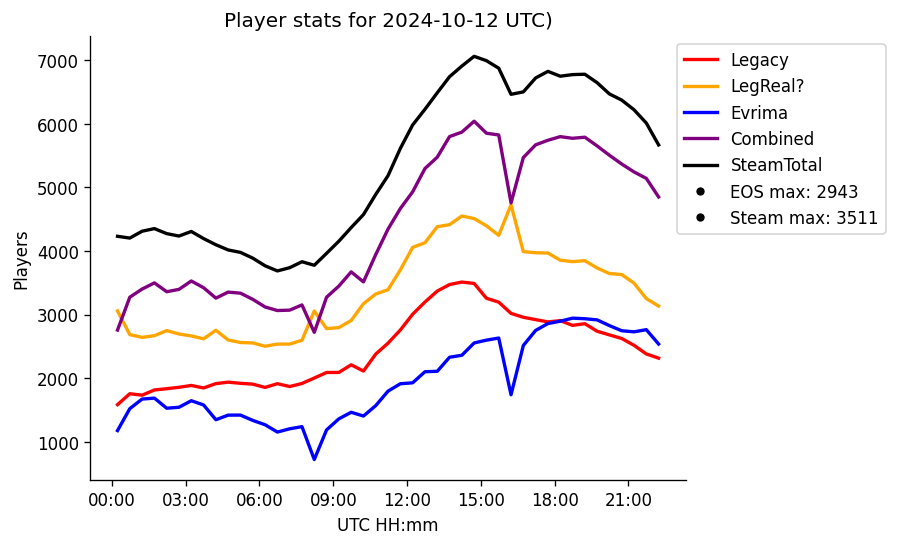 Player stats for 2024-10-12 UTC)
7000
6000
5000
4000
3000
2000
1000
Players
00:00 03:00 06:00 09:00 12:00 15:00 18:00 21:00
UTC HH:mm
Legacy
LegReal?
Evrima
Combined
SteamTotal
EOS max: 2943
Steam max: 3511